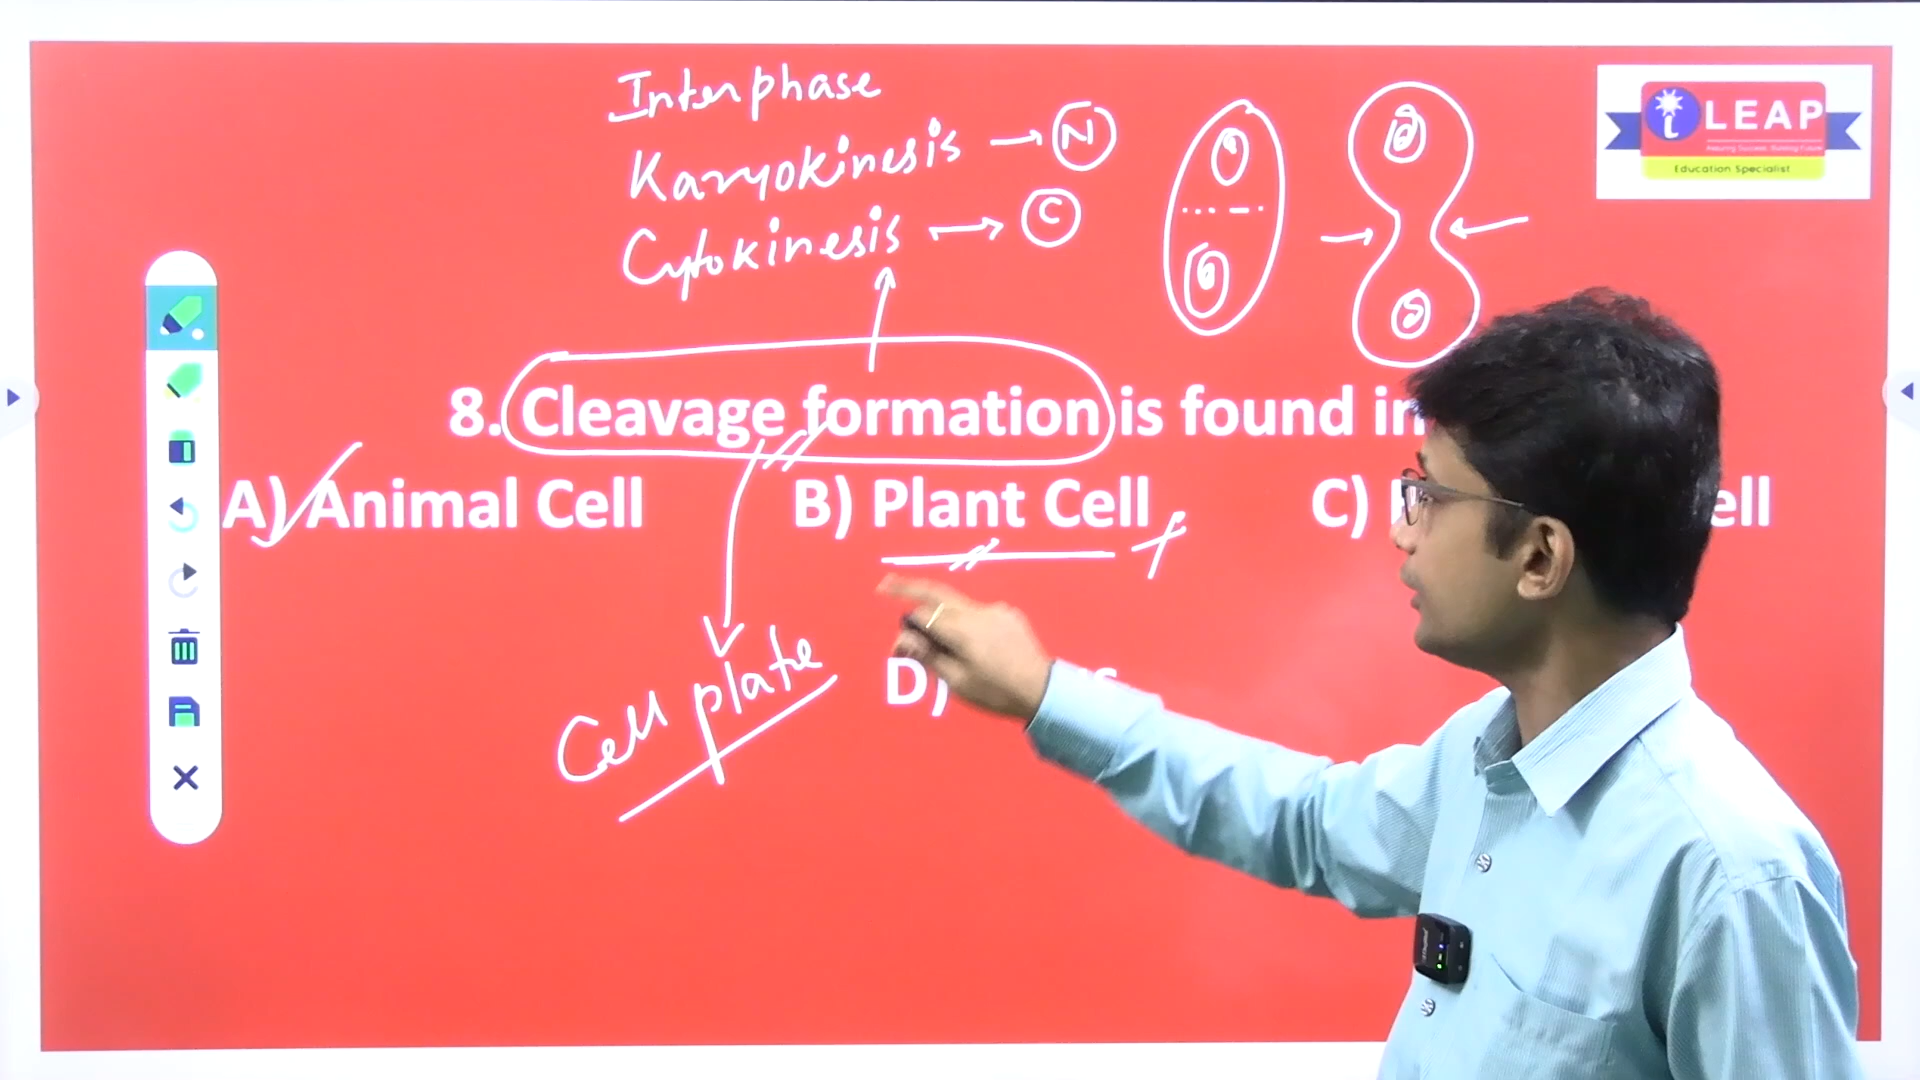 Interphase
Karyokinesis → N
Cytokinesis → C
i LEAP
Education Specialist
8. Cleavage formation is found in
A) Animal Cell B) Plant Cell C) ell
Cell plate
D)